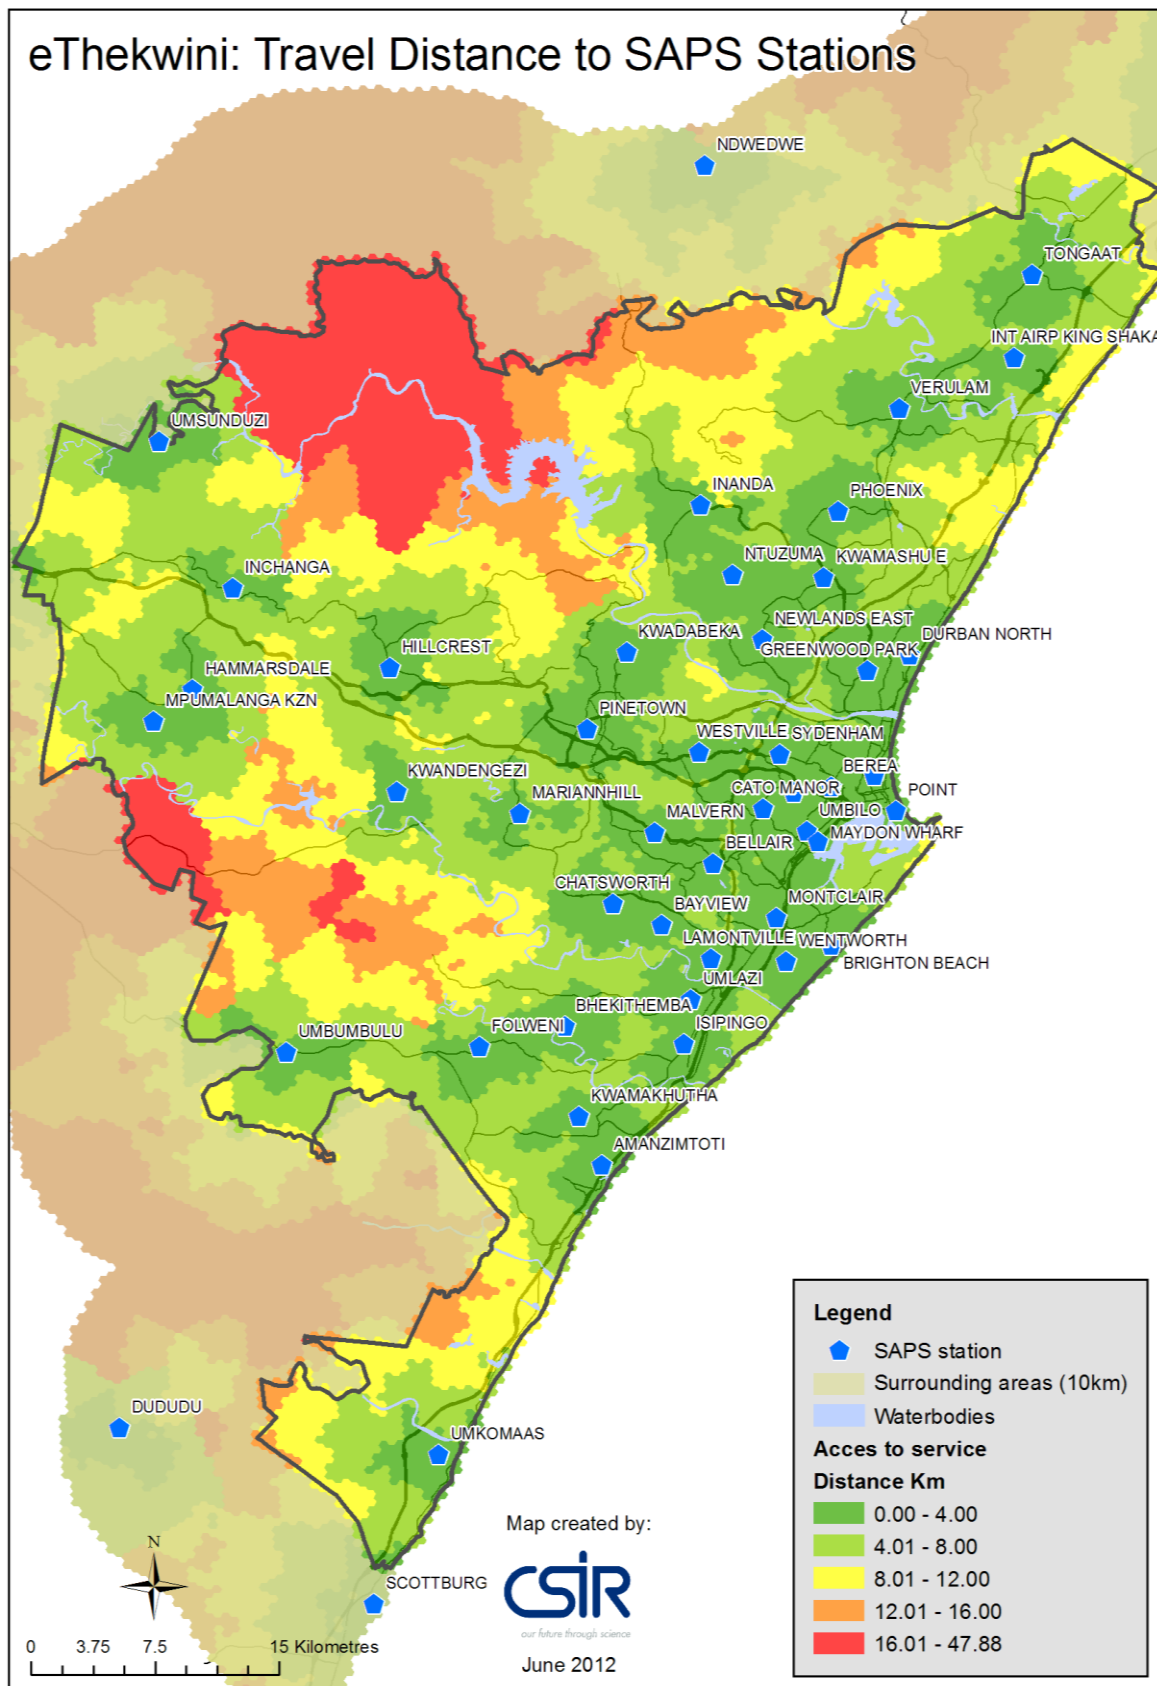 eThekwini: Travel Distance to SAPS Stations
NDWEDWE
TONGAAT
INT AIRP KING SHAKA
VERULAM
UMSUNDUZI
INANDA
PHOENIX
NTUZUMA
KWAMASHU E
INCHANGA
NEWLANDS EAST
DURBAN NORTH
KWADABEKA
GREENWOOD PARK
HILLCREST
HAMMARSDALE
MPUMALANGA KZN
PINETOWN
WESTVILLE
SYDENHAM
BEREA
KWANDENGEZI
CATO MANOR
POINT
MARIANNHILL
MALVERN
UMBILO
MAYDON WHARF
BELLAIR
CHATSWORTH
BAYVIEW
MONTCLAIR
LAMONTVILLE
WENTWORTH
BRIGHTON BEACH
UMLAZI
BHEKITHEMBA
UMBUMBULU
FOLWENI
ISIPINGO
KWAMAKHUTHA
AMANZIMTOTI
DUDUDU
UMKOMAAS
SCOTTBURG
Legend
SAPS station
Surrounding areas (10km)
Waterbodies
Acces to service
Distance Km
0.00 - 4.00
4.01 - 8.00
8.01 - 12.00
12.01 - 16.00
16.01 - 47.88
Map created by:
CSIR
our future through science
June 2012
N
0 3.75 7.5 15 Kilometres